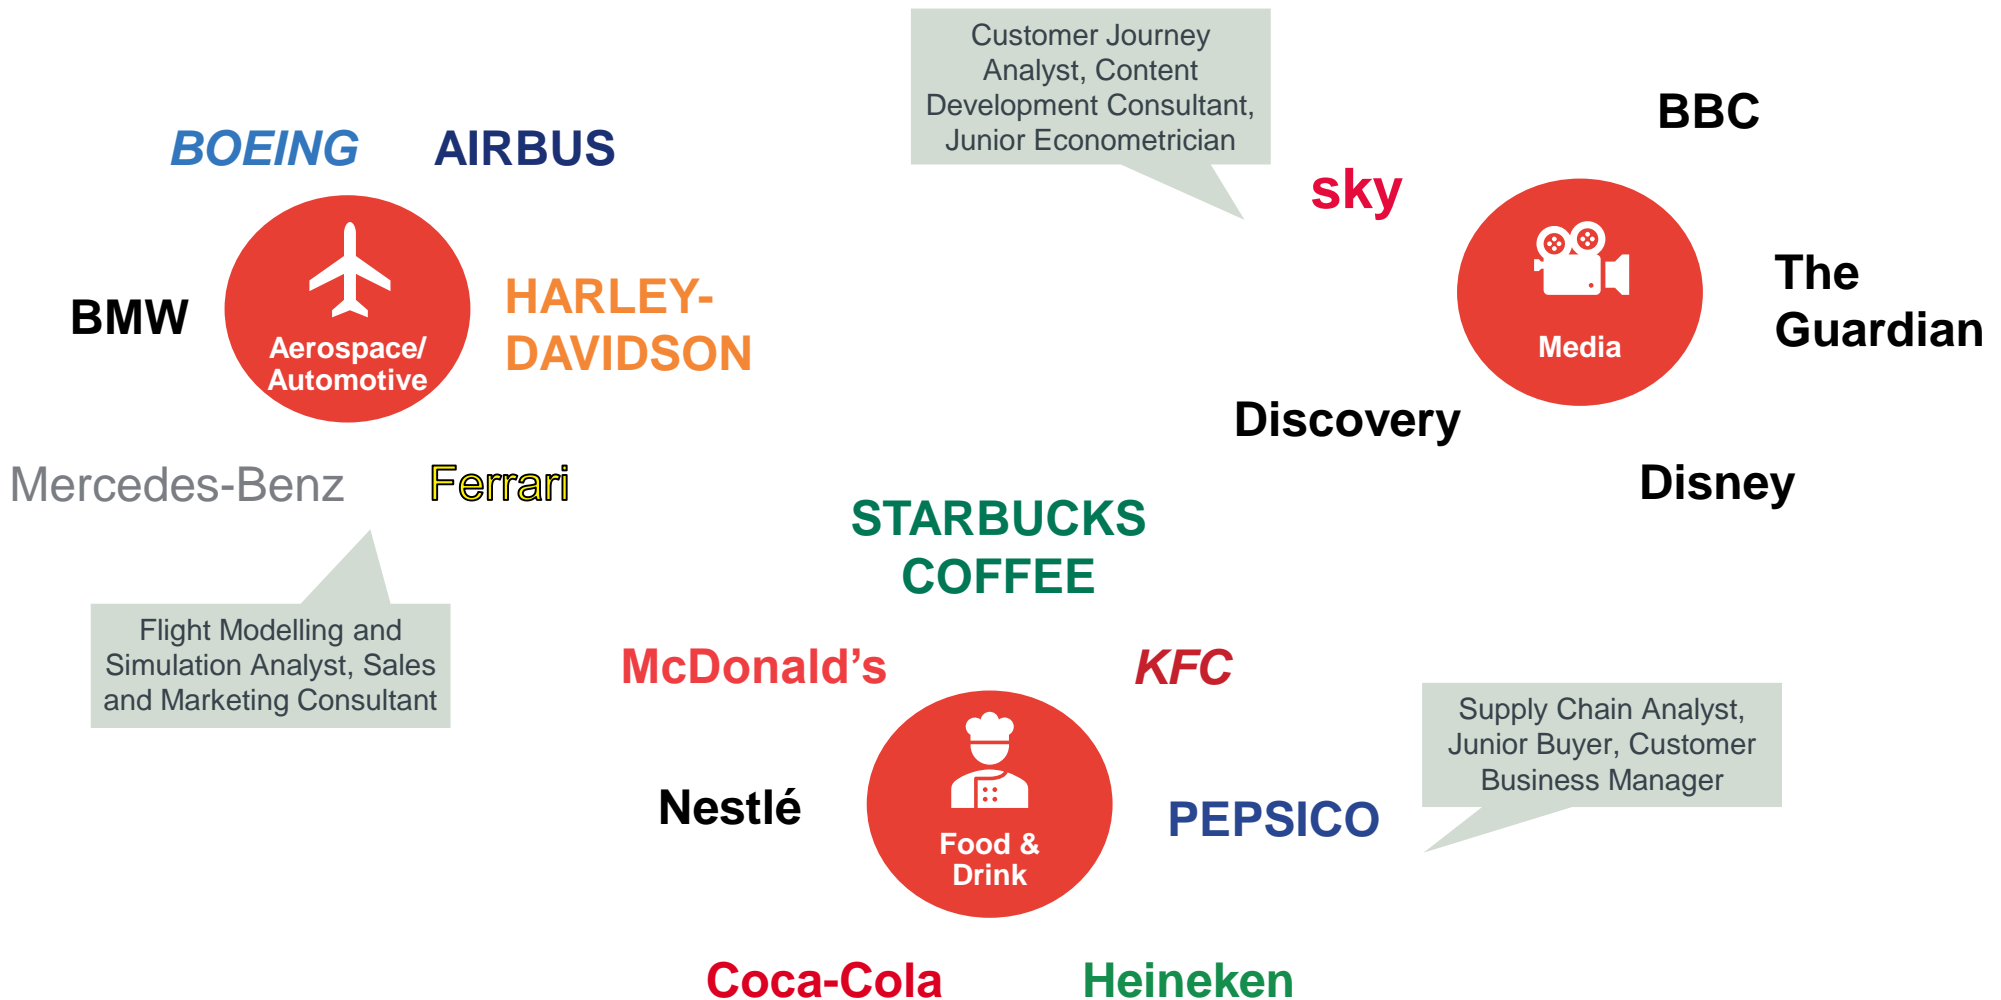 BOEING
AIRBUS
BMW
Aerospace/
Automotive
HARLEY-
DAVIDSON
Mercedes-Benz
Ferrari
Flight Modelling and
Simulation Analyst, Sales
and Marketing Consultant
Customer Journey
Analyst, Content
Development Consultant,
Junior Econometrician
BBC
sky
Media
The
Guardian
Discovery
Disney
STARBUCKS
COFFEE
McDonald’s
KFC
Nestlé
Food &
Drink
PEPSICO
Supply Chain Analyst,
Junior Buyer, Customer
Business Manager
Coca-Cola
Heineken